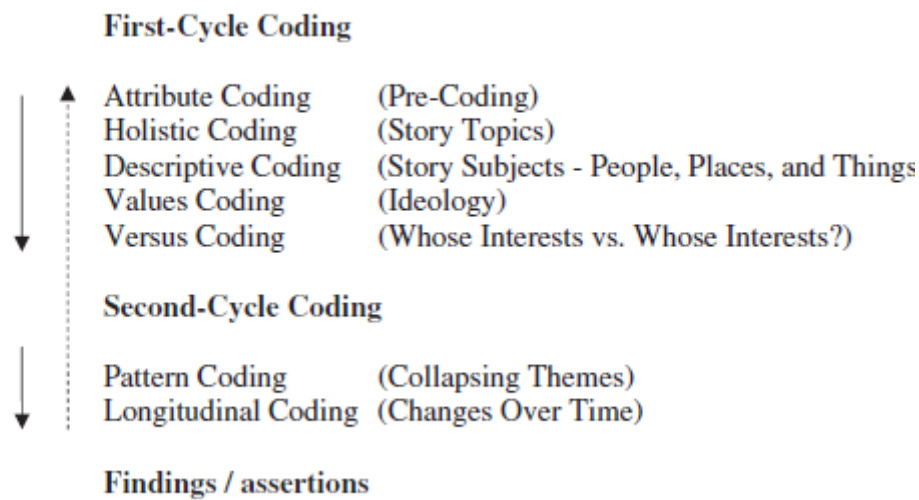 First-Cycle Coding
Attribute Coding (Pre-Coding)
Holistic Coding (Story Topics)
Descriptive Coding (Story Subjects - People, Places, and Things
Values Coding (Ideology)
Versus Coding (Whose Interests vs. Whose Interests?)
Second-Cycle Coding
Pattern Coding (Collapsing Themes)
Longitudinal Coding (Changes Over Time)
Findings / assertions